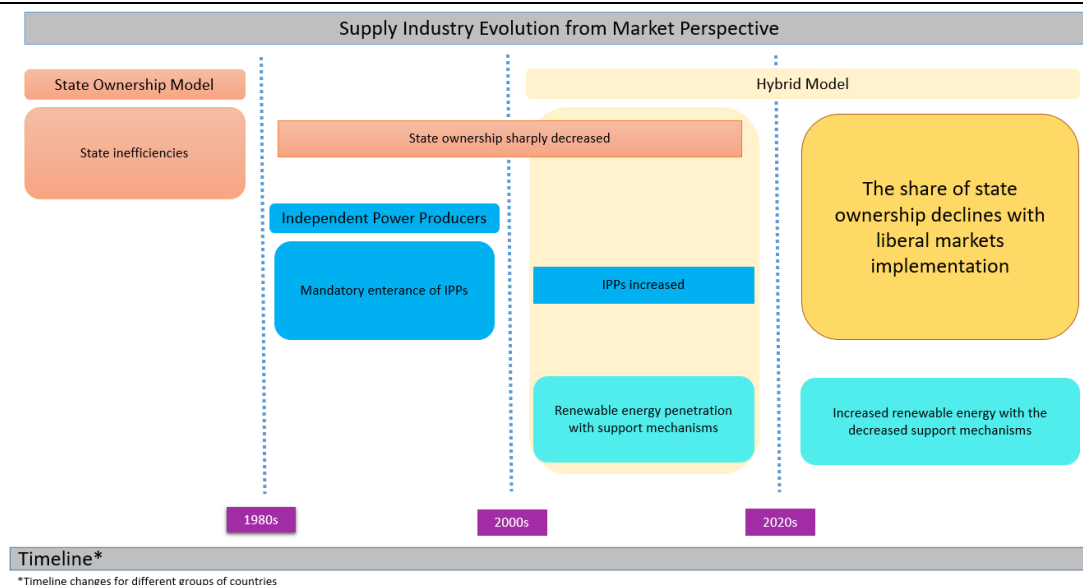 Supply Industry Evolution from Market Perspective
State Ownership Model
Hybrid Model
State inefficiencies
State ownership sharply decreased
The share of state
ownership declines with
liberal markets
implementation
Independent Power Producers
Mandatory enterance of IPPs
IPPs increased
Renewable energy penetration
with support mechanisms
Increased renewable energy with the
decreased support mechanisms
1980s
2000s
2020s
Timeline*
*Timeline changes for different groups of countries